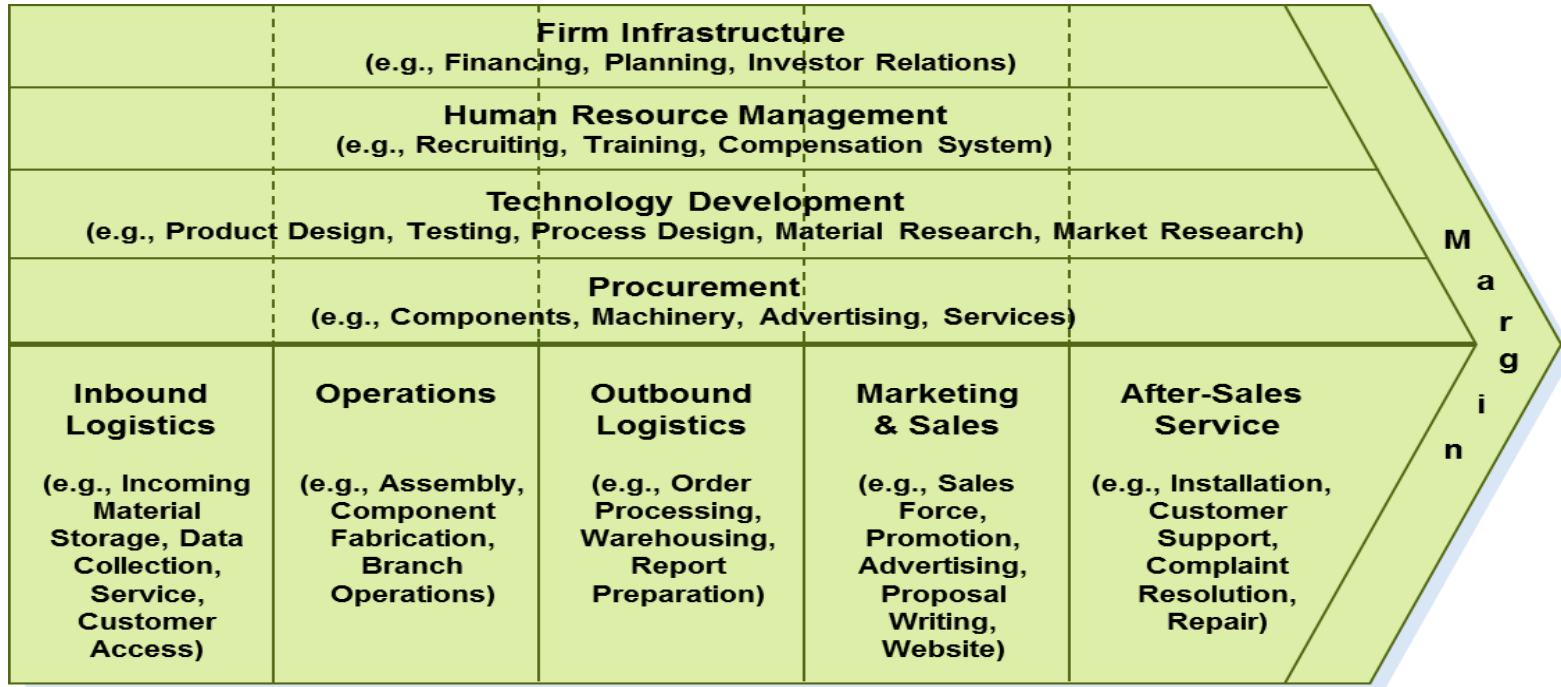 Firm Infrastructure
(e.g., Financing, Planning, Investor Relations)
Human Resource Management
(e.g., Recruiting, Training, Compensation System)
Technology Development
(e.g., Product Design, Testing, Process Design, Material Research, Market Research)
Procurement
(e.g., Components, Machinery, Advertising, Services)
Inbound
Logistics
(e.g., Incoming
Material
Storage, Data
Collection,
Service,
Customer
Access)
Operations
(e.g., Assembly,
Component
Fabrication,
Branch
Operations)
Outbound
Logistics
(e.g., Order
Processing,
Warehousing,
Report
Preparation)
Marketing
& Sales
(e.g., Sales
Force,
Promotion,
Advertising,
Proposal
Writing,
Website)
After-Sales
Service
(e.g., Installation,
Customer
Support,
Complaint
Resolution,
Repair)
Margin